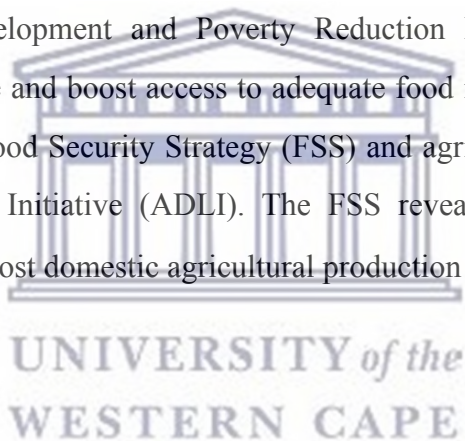 elopment and Poverty Reduction
and boost access to adequate food
ood Security Strategy (FSS) and agri
Initiative (ADLI). The FSS revea
ost domestic agricultural production
UNIVERSITY of the
WESTERN CAPE